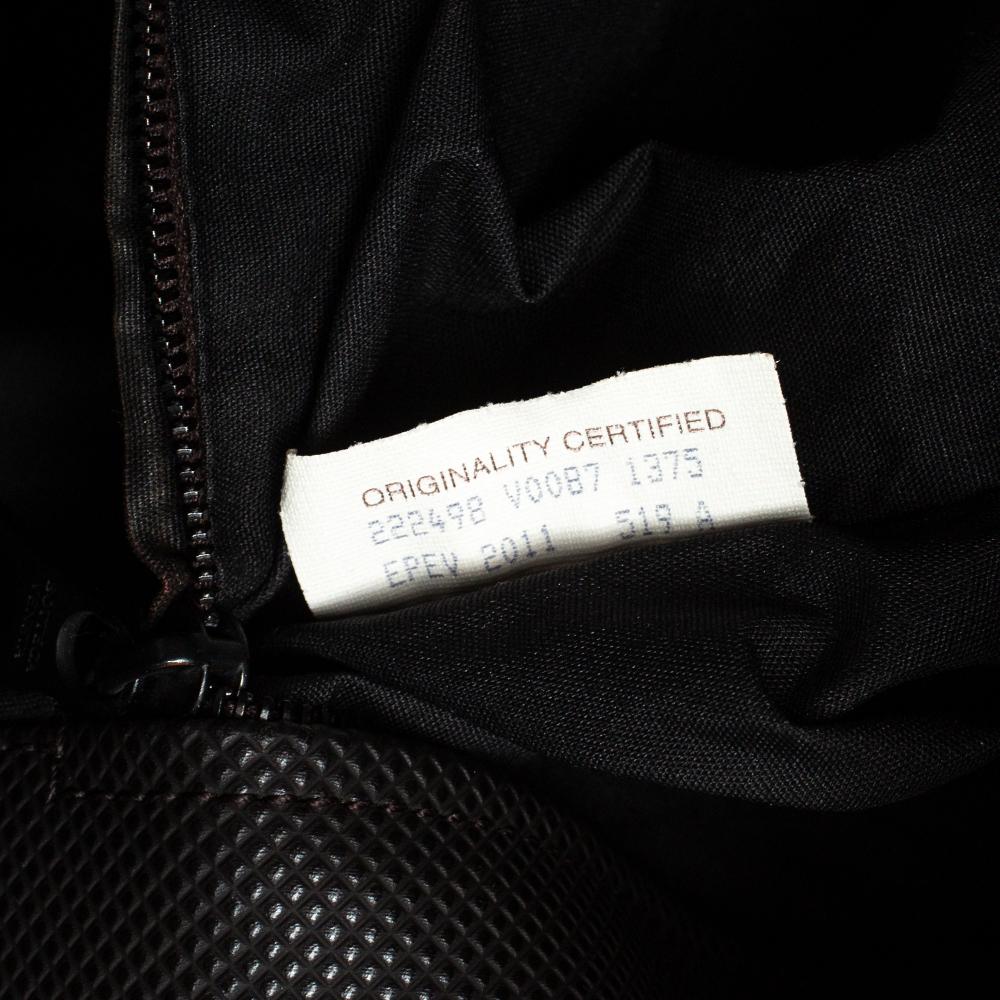 ORIGINALITY CERTIFIED
222498 V00B7 1375
EPEV 2011 519 A